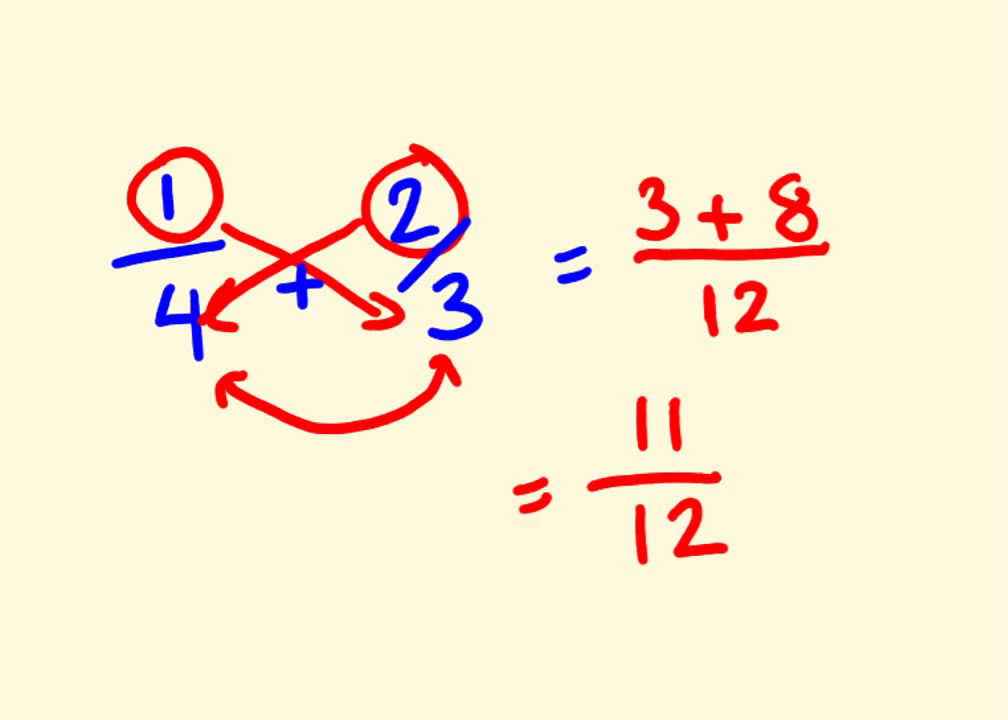 1/4 + 2/3 = 3 + 8/12
= 11/12